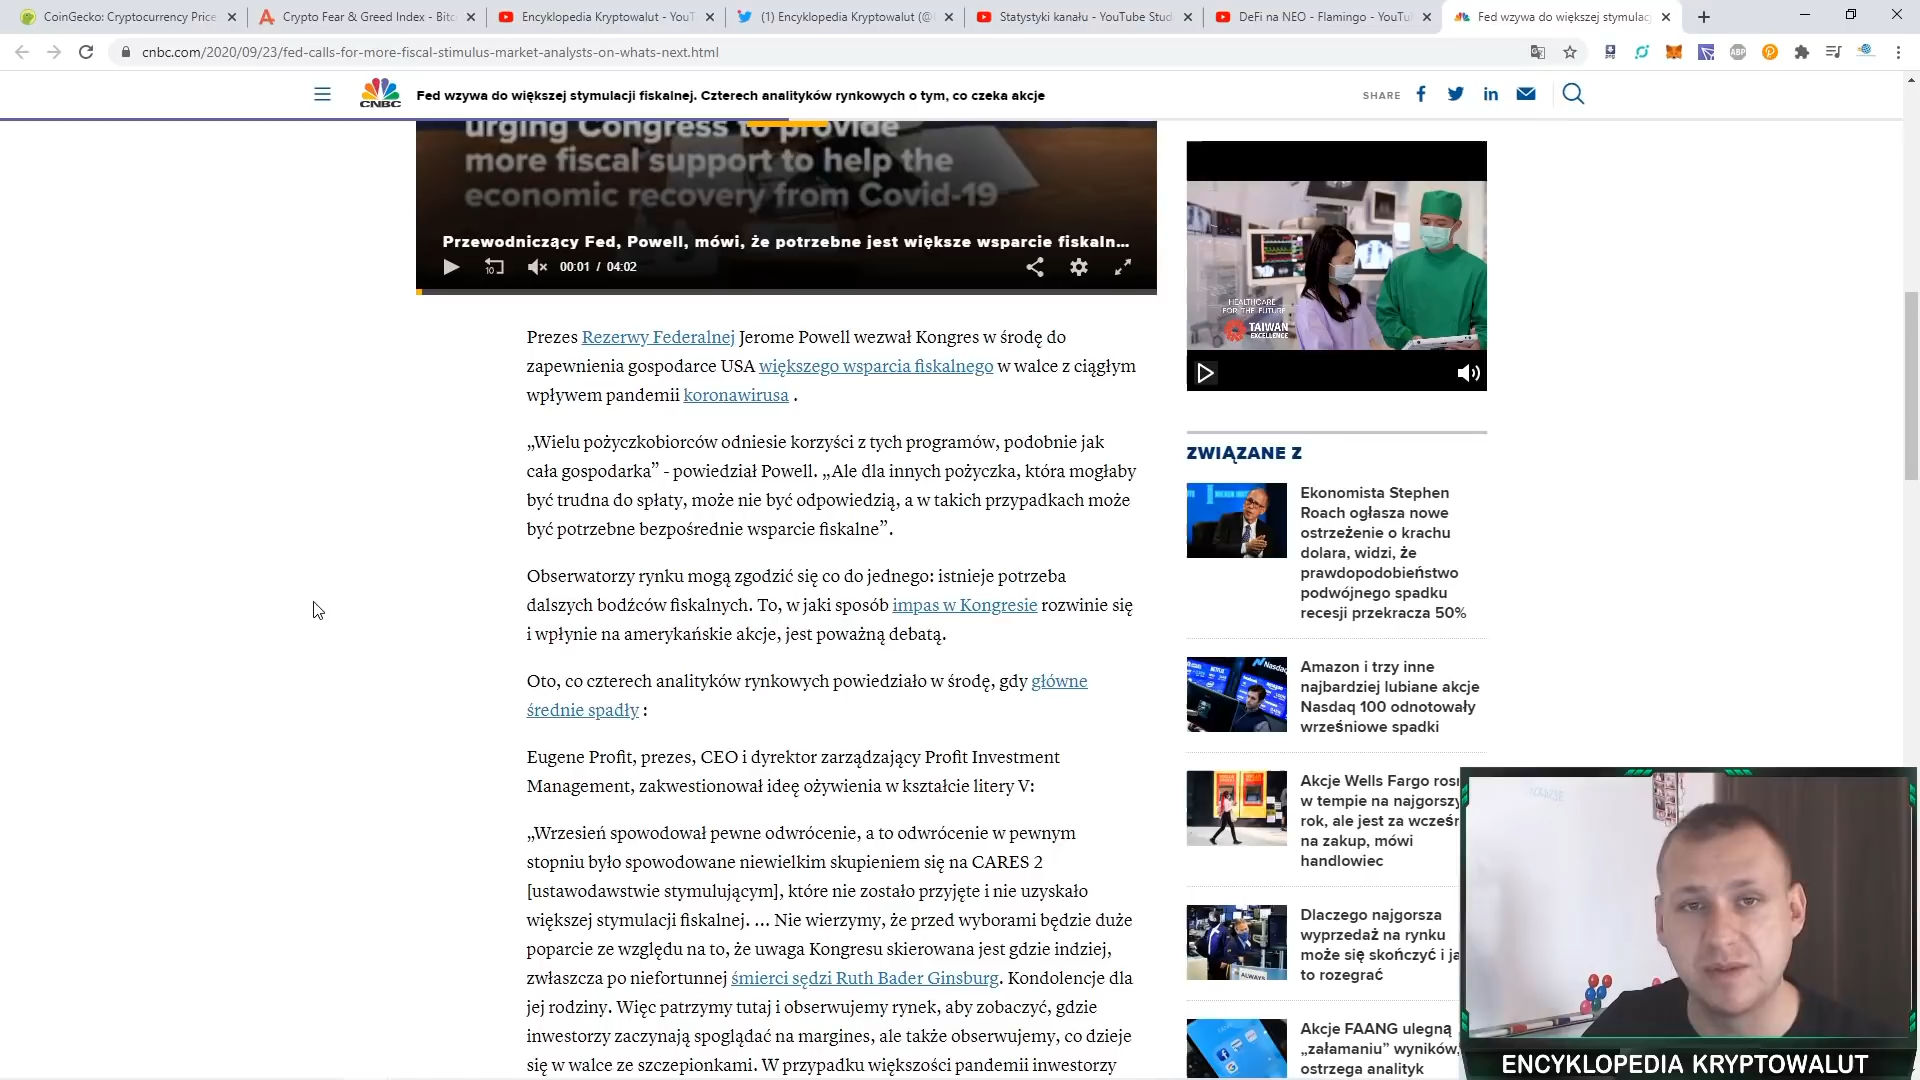 CoinGecko: Cryptocurrency Price
Crypto Fear & Greed Index - Bitc
Encyklopedia Kryptowalut - YouT
(1) Encyklopedia Kryptowalut (@
Statystyki kanału - YouTube Stud
DeFi na NEO - Flamingo - YouTu
Fed wzywa do większej stymulac
cnbc.com/2020/09/23/fed-calls-for-more-fiscal-stimulus-market-analysts-on-whats-next.html
CNBC
Fed wzywa do większej stymulacji fiskalnej. Czterech analityków rynkowych o tym, co czeka akcje
SHARE
urging Congress to provide
more fiscal support to help the
economic recovery from Covid-19
Przewodniczący Fed, Powell, mówi, że potrzebne jest większe wsparcie fiskaln...
10
00:01 / 04:02
Prezes Rezerwy Federalnej Jerome Powell wezwał Kongres w środę do
zapewnienia gospodarce USA większego wsparcia fiskalnego w walce z ciągłym
wpływem pandemii koronawirusa .
„Wielu pożyczkobiorców odniesie korzyści z tych programów, podobnie jak
cała gospodarka” - powiedział Powell. „Ale dla innych pożyczka, która mogłaby
być trudna do spłaty, może nie być odpowiedzią, a w takich przypadkach może
być potrzebne bezpośrednie wsparcie fiskalne”.
Obserwatorzy rynku mogą zgodzić się co do jednego: istnieje potrzeba
dalszych bodźców fiskalnych. To, w jaki sposób impas w Kongresie rozwinie się
i wpłynie na amerykańskie akcje, jest poważną debatą.
Oto, co czterech analityków rynkowych powiedziało w środę, gdy główne
średnie spadły :
Eugene Profit, prezes, CEO i dyrektor zarządzający Profit Investment
Management, zakwestionował ideę ożywienia w kształcie litery V:
„Wrzesień spowodował pewne odwrócenie, a to odwrócenie w pewnym
stopniu było spowodowane niewielkim skupieniem się na CARES 2
[ustawodawstwie stymulującym], które nie zostało przyjęte i nie uzyskało
większej stymulacji fiskalnej. ... Nie wierzymy, że przed wyborami będzie duże
poparcie ze względu na to, że uwaga Kongresu skierowana jest gdzie indziej,
zwłaszcza po niefortunnej śmierci sędzi Ruth Bader Ginsburg. Kondolencje dla
jej rodziny. Więc patrzymy tutaj i obserwujemy rynek, aby zobaczyć, gdzie
inwestorzy zaczynają spoglądać na margines, ale także obserwujemy, co dzieje
się w walce ze szczepionkami. W przypadku większości pandemii inwestorzy
HEALTHCARE
FOR THE FUTURE
TAIWAN
EXCELLENCE
ZWIĄZANE Z
Ekonomista Stephen
Roach ogłasza nowe
ostrzeżenie o krachu
dolara, widzi, że
prawdopodobieństwo
podwójnego spadku
recesji przekracza 50%
Amazon i trzy inne
najbardziej lubiane akcje
Nasdaq 100 odnotowały
wrześniowe spadki
Akcje Wells Fargo rosn
w tempie na najgorszy
rok, ale jest za wcześn
na zakup, mówi
handlowiec
Dlaczego najgorsza
wyprzedaż na rynku
może się skończyć i ja
to rozegrać
Akcje FAANG ulegną
„załamaniu” wyników,
ostrzega analityk
ENCYKLOPEDIA KRYPTOWALUT